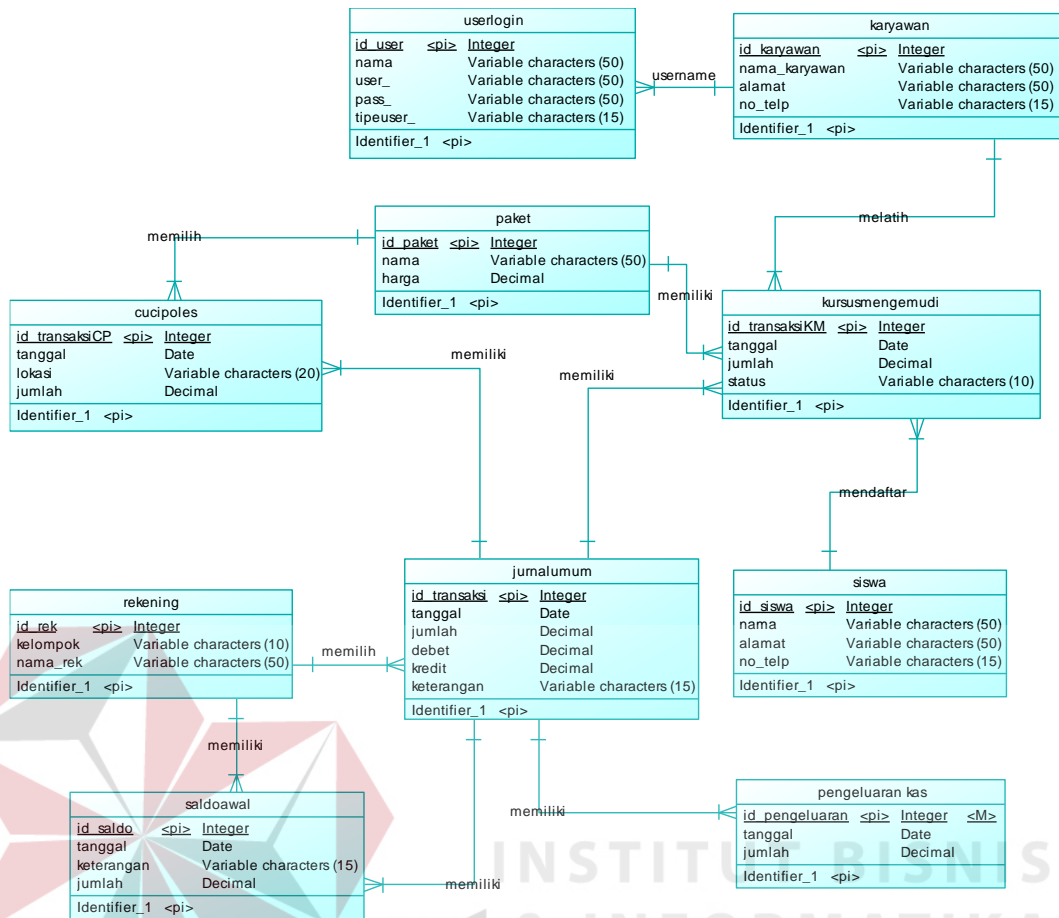 userlogin
id_user <pi> Integer
nama Variable characters (50)
user_ Variable characters (50)
pass_ Variable characters (50)
tipeuser_ Variable characters (15)
Identifier_1 <pi>
username
karyawan
id_karyawan <pi> Integer
nama_karyawan Variable characters (50)
alamat Variable characters (50)
no_telp Variable characters (15)
Identifier_1 <pi>
melatih
memilih
paket
id_paket <pi> Integer
nama Variable characters (50)
harga Decimal
Identifier_1 <pi>
memiliki
cucipoles
id_transaksiCP <pi> Integer
tanggal Date
lokasi Variable characters (20)
jumlah Decimal
Identifier_1 <pi>
memiliki
kursusmengemudi
id_transaksiKM <pi> Integer
tanggal Date
jumlah Decimal
status Variable characters (10)
Identifier_1 <pi>
memiliki
mendaftar
jurnalumum
id_transaksi <pi> Integer
tanggal Date
jumlah Decimal
debet Decimal
kredit Decimal
keterangan Variable characters (15)
Identifier_1 <pi>
siswa
id_siswa <pi> Integer
nama Variable characters (50)
alamat Variable characters (50)
no_telp Variable characters (15)
Identifier_1 <pi>
rekening
id_rek <pi> Integer
kelompok Variable characters (10)
nama_rek Variable characters (50)
Identifier_1 <pi>
memilih
memiliki
saldoawal
id_saldo <pi> Integer
tanggal Date
keterangan Variable characters (15)
jumlah Decimal
Identifier_1 <pi>
memiliki
memiliki
pengeluaran kas
id_pengeluaran <pi> Integer <M>
tanggal Date
jumlah Decimal
Identifier_1 <pi>
INSTITUT BISNIS
& INFORMATIKA